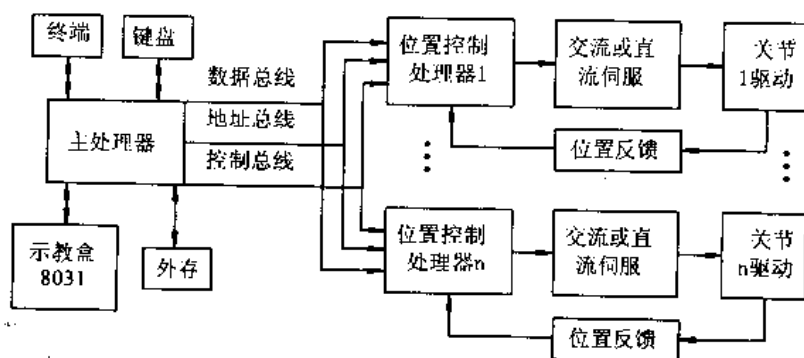 终端
键盘
数据总线
地址总线
控制总线
主处理器
示教盒
8031
外存
位置控制
处理器1
交流或直
流伺服
关节
1驱动
位置反馈
位置控制
处理器n
交流或直
流伺服
关节
n驱动
位置反馈